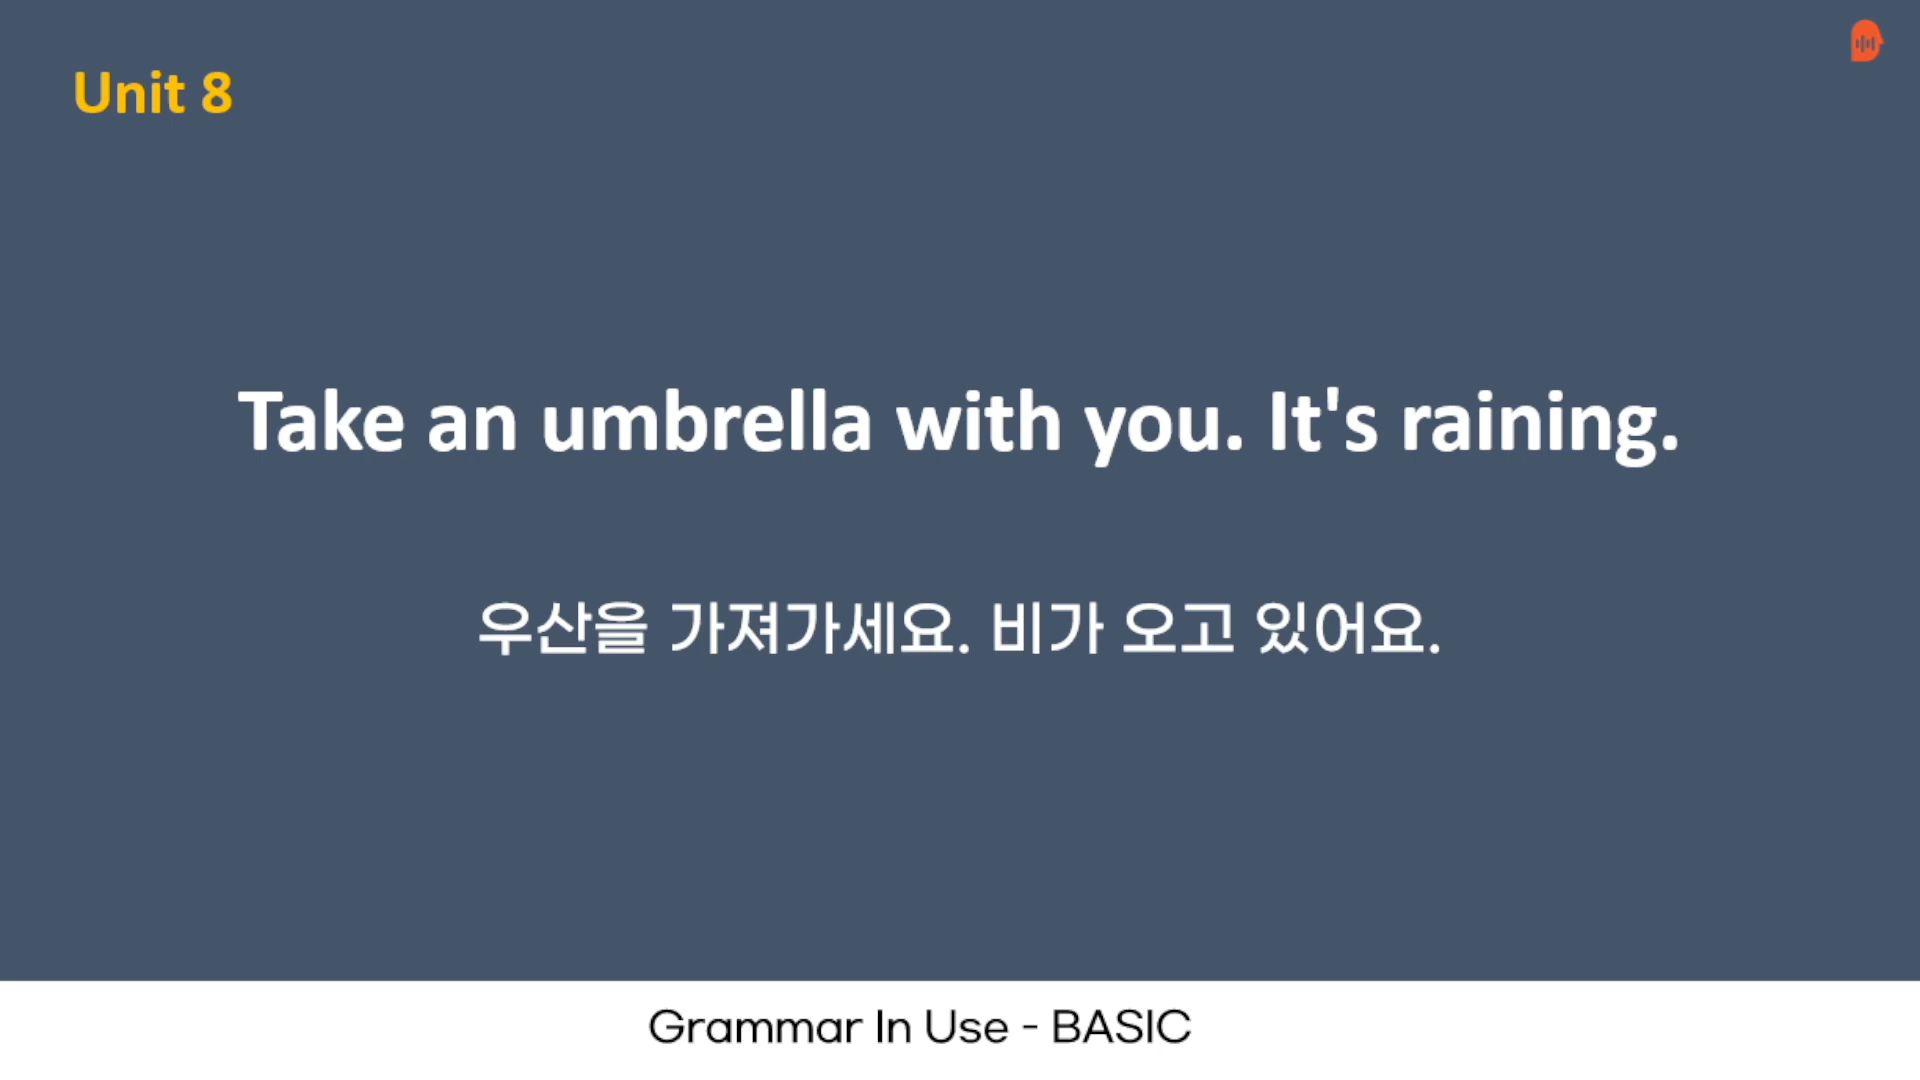 Unit 8
Take an umbrella with you. It's raining.
우산을 가져가세요. 비가 오고 있어요.
Grammar In Use - BASIC